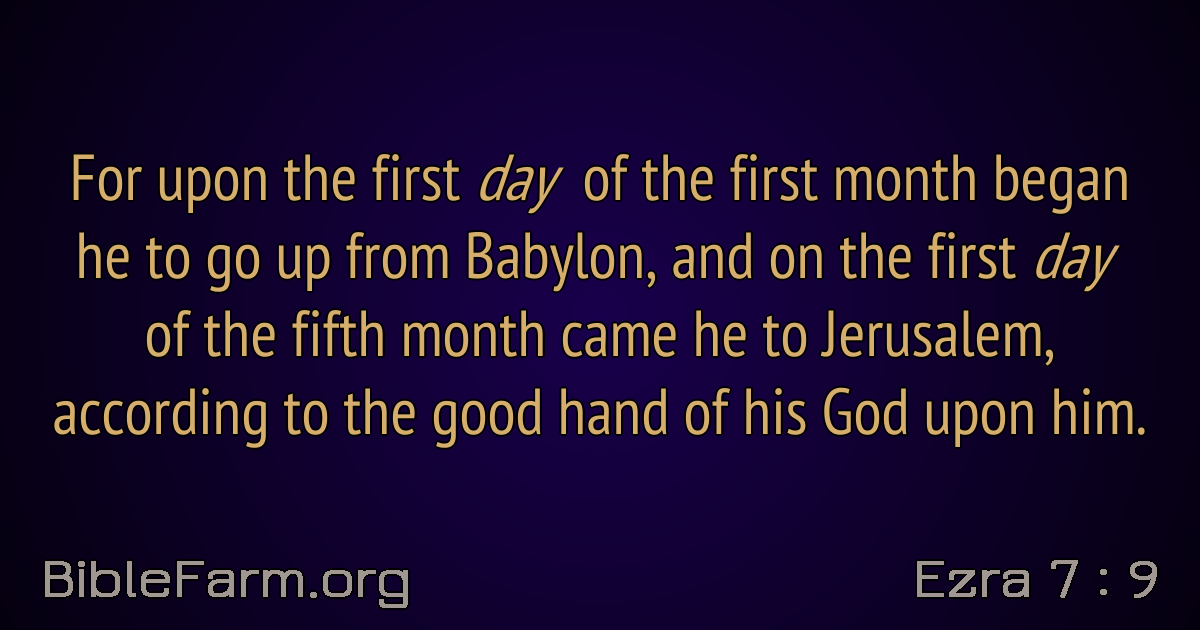 For upon the first day of the first month began
he to go up from Babylon, and on the first day
of the fifth month came he to Jerusalem,
according to the good hand of his God upon him.
BibleFarm.org
Ezra 7 : 9